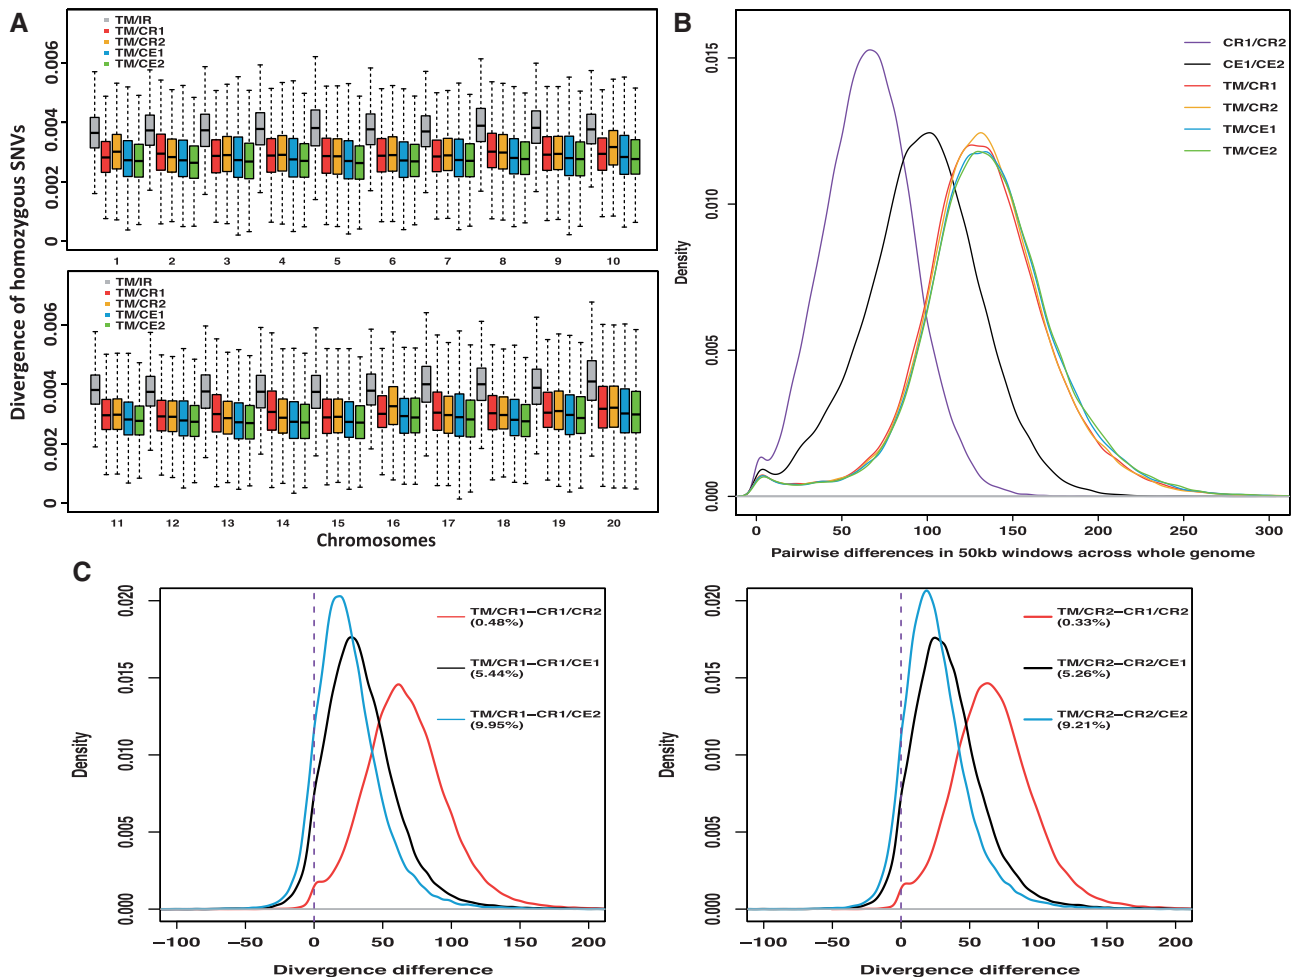 A
TM/IR
TM/CR1
TM/CR2
TM/CE1
TM/CE2
0.006
0.004
0.002
0
1 2 3 4 5 6 7 8 9 10
Divergence of homozygous SNVs
TM/IR
TM/CR1
TM/CR2
TM/CE1
TM/CE2
0.006
0.004
0.002
0
11 12 13 14 15 16 17 18 19 20
Chromosomes
B
CR1/CR2
CE1/CE2
TM/CR1
TM/CR2
TM/CE1
TM/CE2
0.015
0.010
0.005
0.000
Density
0 50 100 150 200 250 300
Pairwise differences in 50kb windows across whole genome
C
TM/CR1–CR1/CR2
(0.48%)
TM/CR1–CR1/CE1
(5.44%)
TM/CR1–CR1/CE2
(9.95%)
0.020
0.015
0.010
0.005
0.000
Density
–100 –50 0 50 100 150 200
Divergence difference
TM/CR2–CR1/CR2
(0.33%)
TM/CR2–CR2/CE1
(5.26%)
TM/CR2–CR2/CE2
(9.21%)
0.020
0.015
0.010
0.005
0.000
Density
–100 –50 0 50 100 150 200
Divergence difference